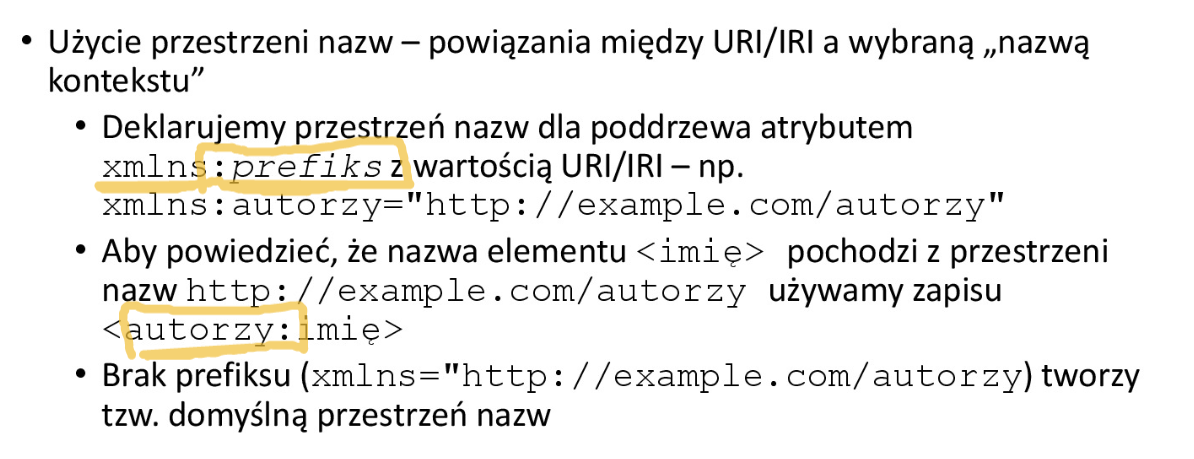 • Użycie przestrzeni nazw – powiązania między URI/IRI a wybraną „nazwą
kontekstu”
• Deklarujemy przestrzeń nazw dla poddrzewa atrybutem
xmlns:prefiks z wartością URI/IRI – np.
xmlns:autorzy="http://example.com/autorzy"
• Aby powiedzieć, że nazwa elementu <imię> pochodzi z przestrzeni
nazw http://example.com/autorzy używamy zapisu
<autorzy:imię>
• Brak prefiksu (xmlns="http://example.com/autorzy) tworzy
tzw. domyślną przestrzeń nazw